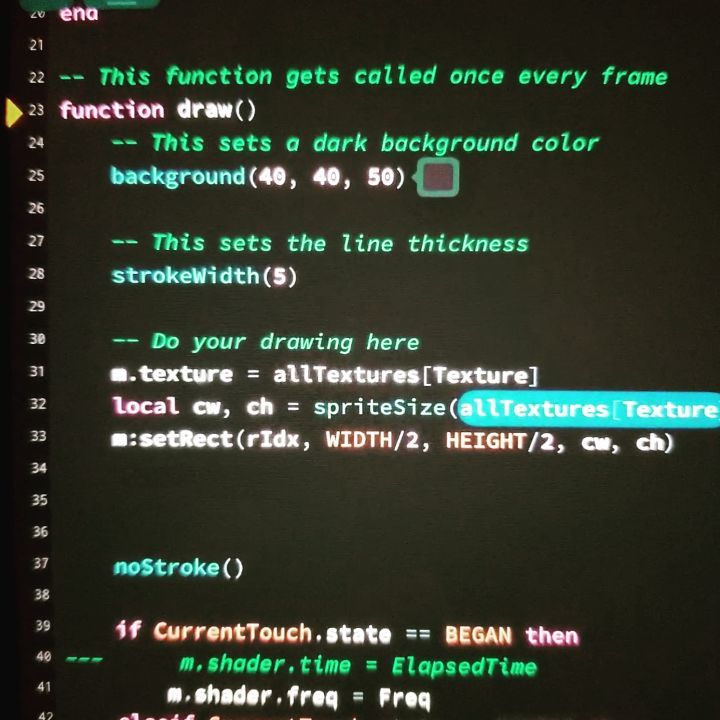 20 end
21
22 -- This function gets called once every frame
23 function draw()
24 -- This sets a dark background color
25 background(40, 40, 50)
26
27 -- This sets the line thickness
28 strokeWidth(5)
29
30 -- Do your drawing here
31 m.texture = allTextures[Texture]
32 local cw, ch = spriteSize(allTextures[Texture
33 m:setRect(rIdx, WIDTH/2, HEIGHT/2, cw, ch)
34
35
36
37 noStroke()
38
39 if CurrentTouch.state == BEGAN then
40 --- m.shader.time = ElapsedTime
41 m.shader.freq = Freq
42